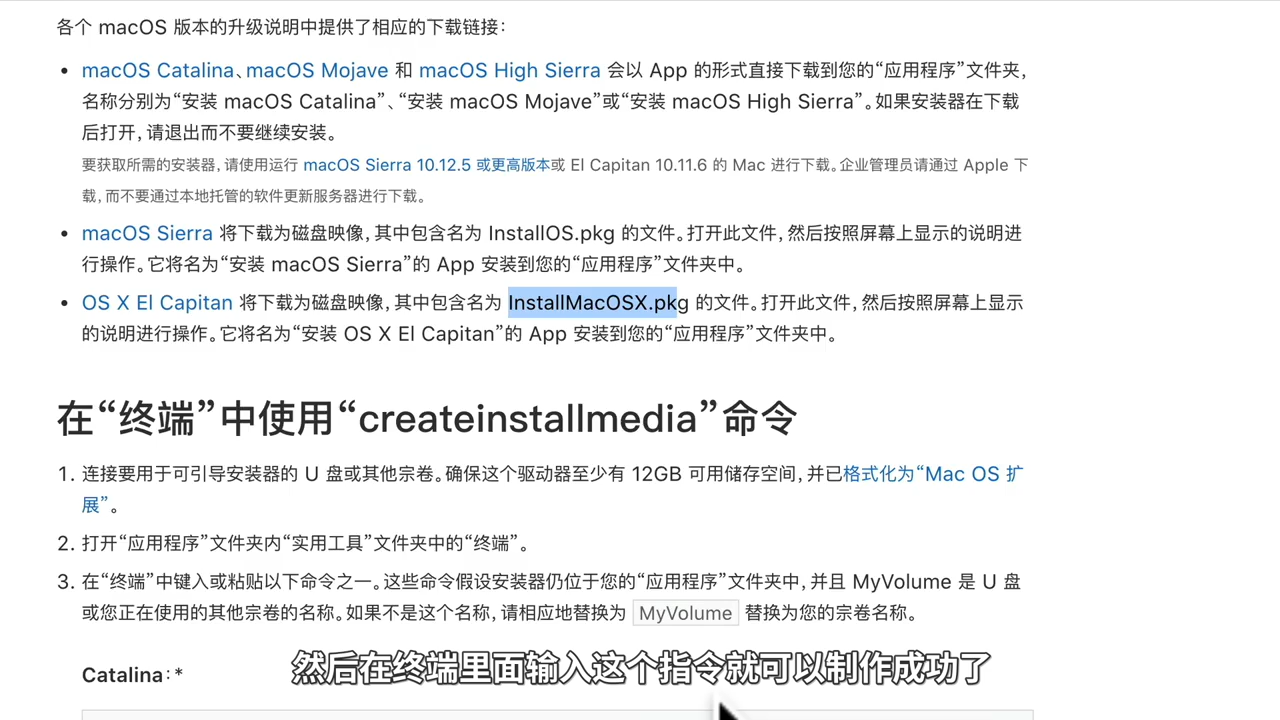 各个 macOS 版本的升级说明中提供了相应的下载链接：
• macOS Catalina、macOS Mojave 和 macOS High Sierra 会以 App 的形式直接下载到您的“应用程序”文件夹，
名称分别为“安装 macOS Catalina”、“安装 macOS Mojave”或“安装 macOS High Sierra”。如果安装器在下载
后打开，请退出而不要继续安装。
要获取所需的安装器，请使用运行 macOS Sierra 10.12.5 或更高版本或 El Capitan 10.11.6 的 Mac 进行下载。企业管理员请通过 Apple 下
载，而不要通过本地托管的软件更新服务器进行下载。
• macOS Sierra 将下载为磁盘映像，其中包含名为 InstallOS.pkg 的文件。打开此文件，然后按照屏幕上显示的说明进
行操作。它将名为“安装 macOS Sierra”的 App 安装到您的“应用程序”文件夹中。
• OS X El Capitan 将下载为磁盘映像，其中包含名为 InstallMacOSX.pkg 的文件。打开此文件，然后按照屏幕上显示
的说明进行操作。它将名为“安装 OS X El Capitan”的 App 安装到您的“应用程序”文件夹中。
在“终端”中使用“createinstallmedia”命令
1. 连接要用于可引导安装器的 U 盘或其他宗卷。确保这个驱动器至少有 12GB 可用储存空间，并已格式化为“Mac OS 扩
展”。
2. 打开“应用程序”文件夹内“实用工具”文件夹中的“终端”。
3. 在“终端”中键入或粘贴以下命令之一。这些命令假设安装器仍位于您的“应用程序”文件夹中，并且 MyVolume 是 U 盘
或您正在使用的其他宗卷的名称。如果不是这个名称，请相应地替换为 MyVolume 替换为您的宗卷名称。
Catalina：*
然后在终端里面输入这个指令就可以制作成功了